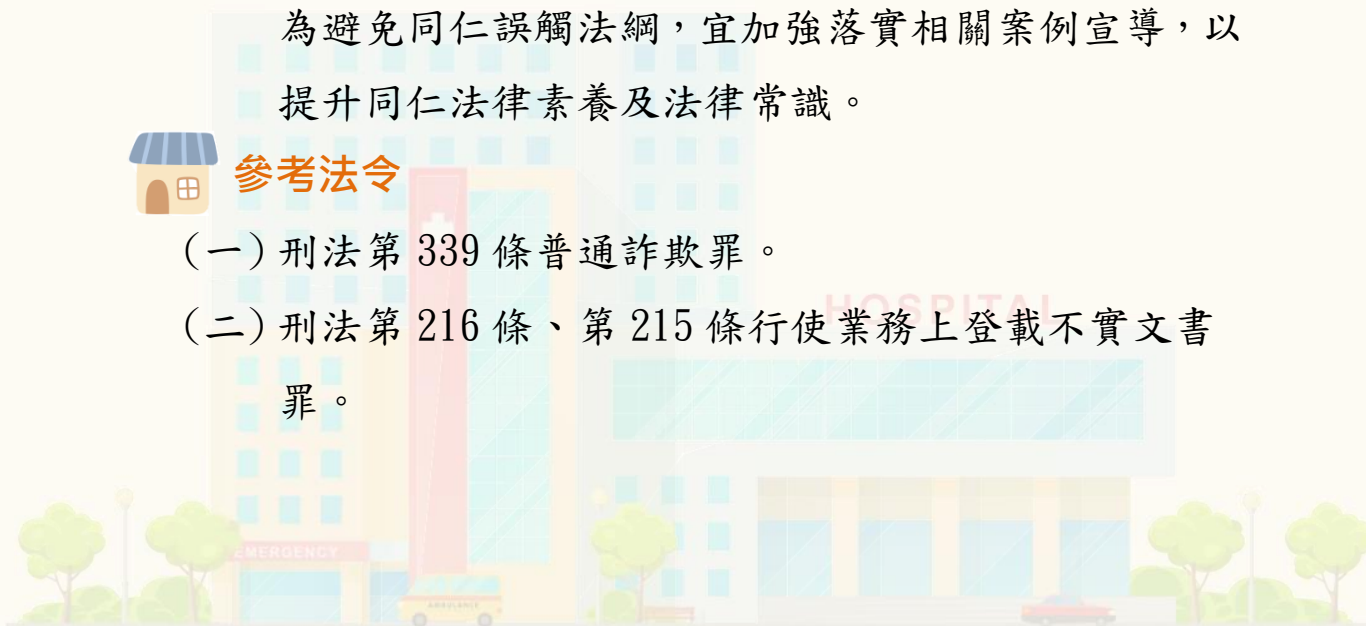 為避免同仁誤觸法網，宜加強落實相關案例宣導，以
提升同仁法律素養及法律常識。
參考法令
(一)刑法第 339 條普通詐欺罪。
(二)刑法第 216 條、第 215 條行使業務上登載不實文書
罪。
HOSPITAL
EMERGENCY
AMBULANCE